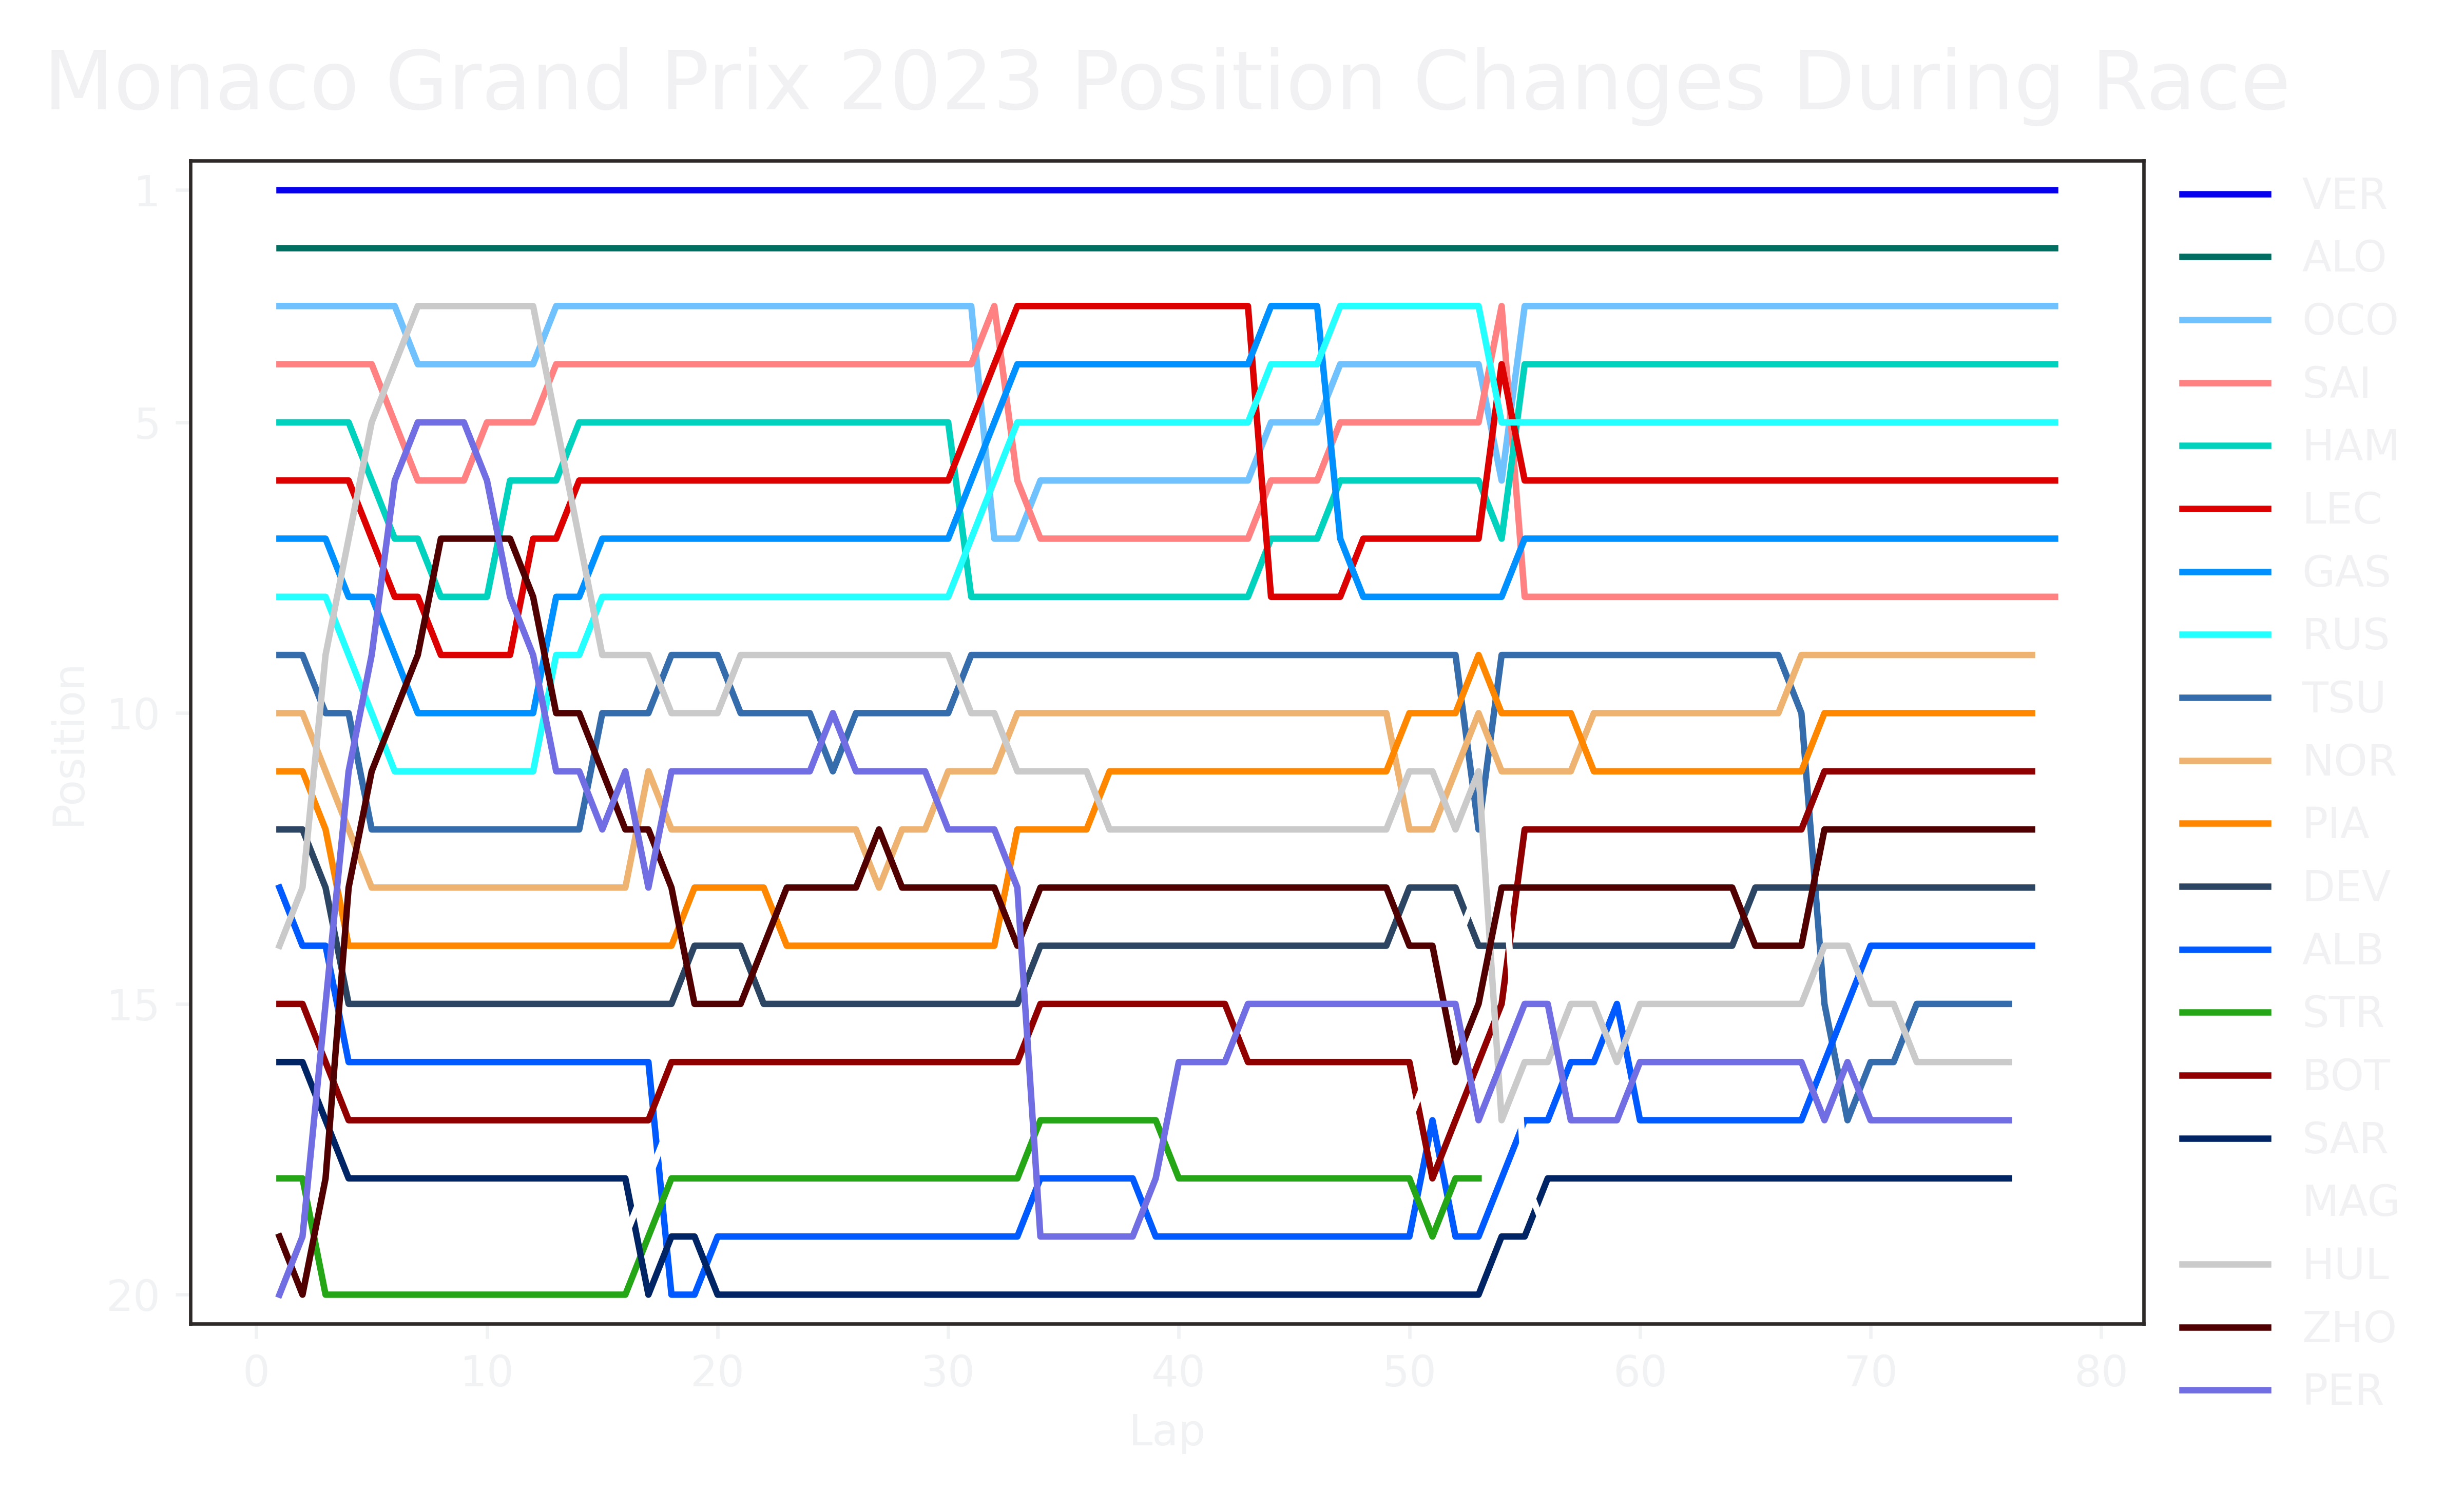 Monaco Grand Prix 2023 Position Changes During Race
1
5
10
15
20
Position
0 10 20 30 40 50 60 70 80
Lap
VER
ALO
OCO
SAI
HAM
LEC
GAS
RUS
TSU
NOR
PIA
DEV
ALB
STR
BOT
SAR
MAG
HUL
ZHO
PER